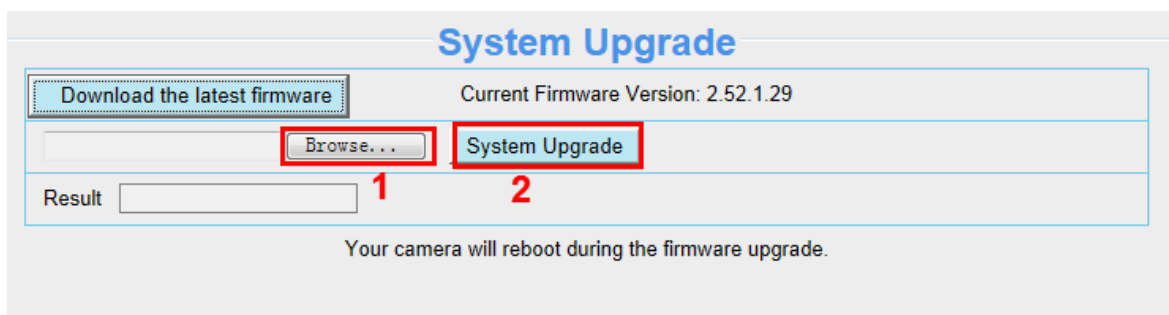 System Upgrade
Download the latest firmware Current Firmware Version: 2.52.1.29
Browse... System Upgrade
1 2
Result
Your camera will reboot during the firmware upgrade.